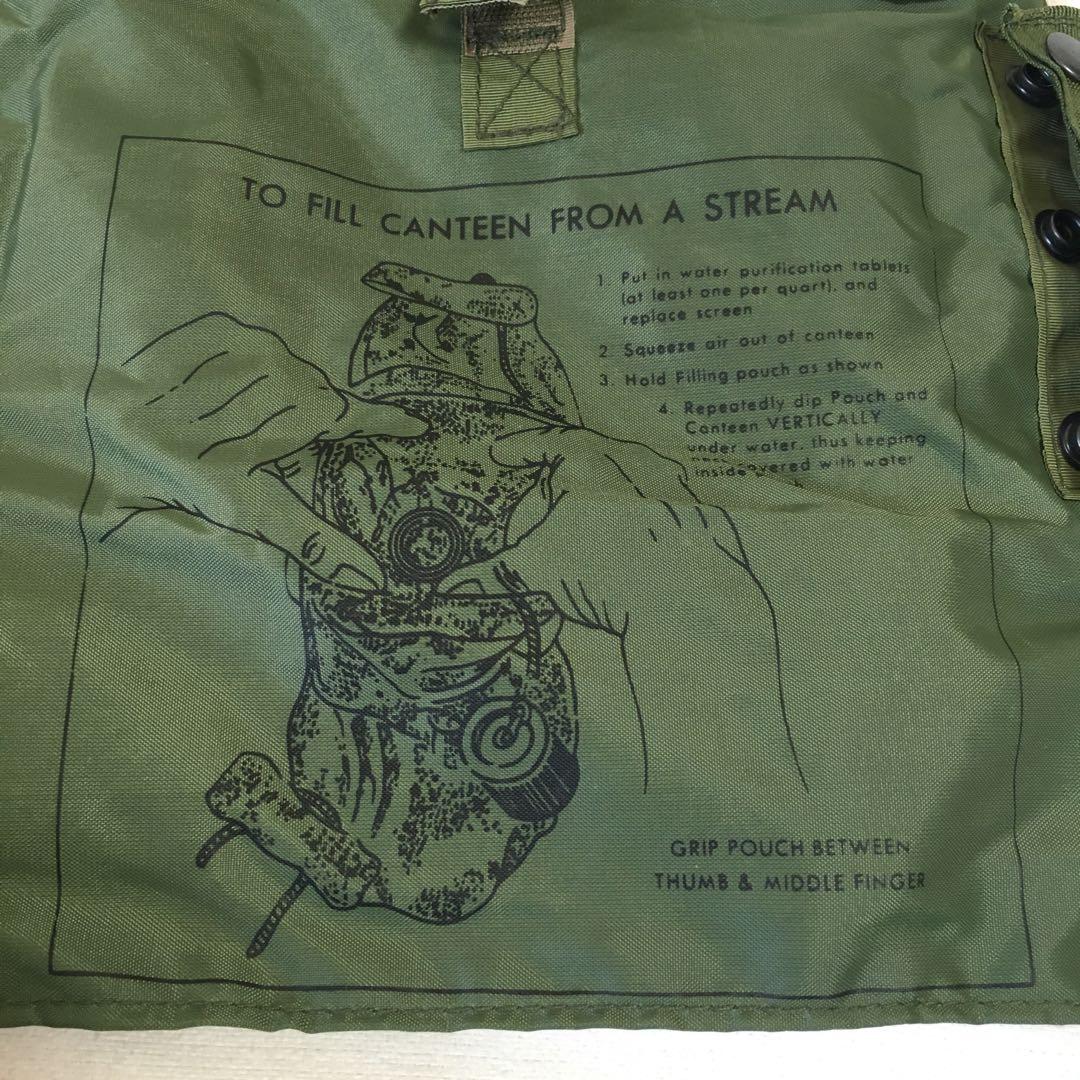 TO FILL CANTEEN FROM A STREAM
1. Put in water purification tablets
(at least one per quart), and
replace screen
2. Squeeze air out of canteen
3. Hold Filling pouch as shown
4. Repeatedly dip Pouch and
Canteen VERTICALLY
under water, thus keeping
inside with water
GRIP POUCH BETWEEN
THUMB & MIDDLE FINGER